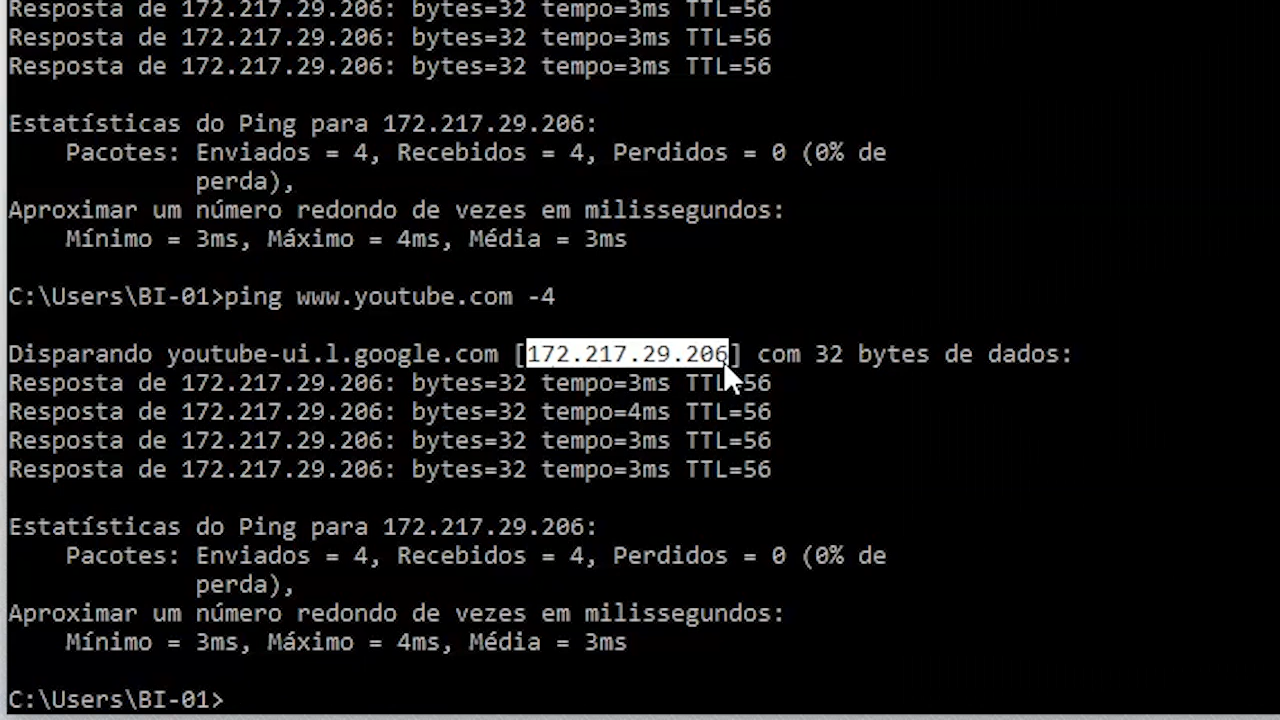 Resposta de 172.217.29.206: bytes=32 tempo=3ms TTL=56
Resposta de 172.217.29.206: bytes=32 tempo=3ms TTL=56
Resposta de 172.217.29.206: bytes=32 tempo=3ms TTL=56
Estatísticas do Ping para 172.217.29.206:
Pacotes: Enviados = 4, Recebidos = 4, Perdidos = 0 (0% de
perda),
Aproximar um número redondo de vezes em milissegundos:
Mínimo = 3ms, Máximo = 4ms, Média = 3ms
C:\Users\BI-01>ping www.youtube.com -4
Disparando youtube-ui.l.google.com [172.217.29.206] com 32 bytes de dados:
Resposta de 172.217.29.206: bytes=32 tempo=3ms TTL=56
Resposta de 172.217.29.206: bytes=32 tempo=4ms TTL=56
Resposta de 172.217.29.206: bytes=32 tempo=3ms TTL=56
Resposta de 172.217.29.206: bytes=32 tempo=3ms TTL=56
Estatísticas do Ping para 172.217.29.206:
Pacotes: Enviados = 4, Recebidos = 4, Perdidos = 0 (0% de
perda),
Aproximar um número redondo de vezes em milissegundos:
Mínimo = 3ms, Máximo = 4ms, Média = 3ms
C:\Users\BI-01>